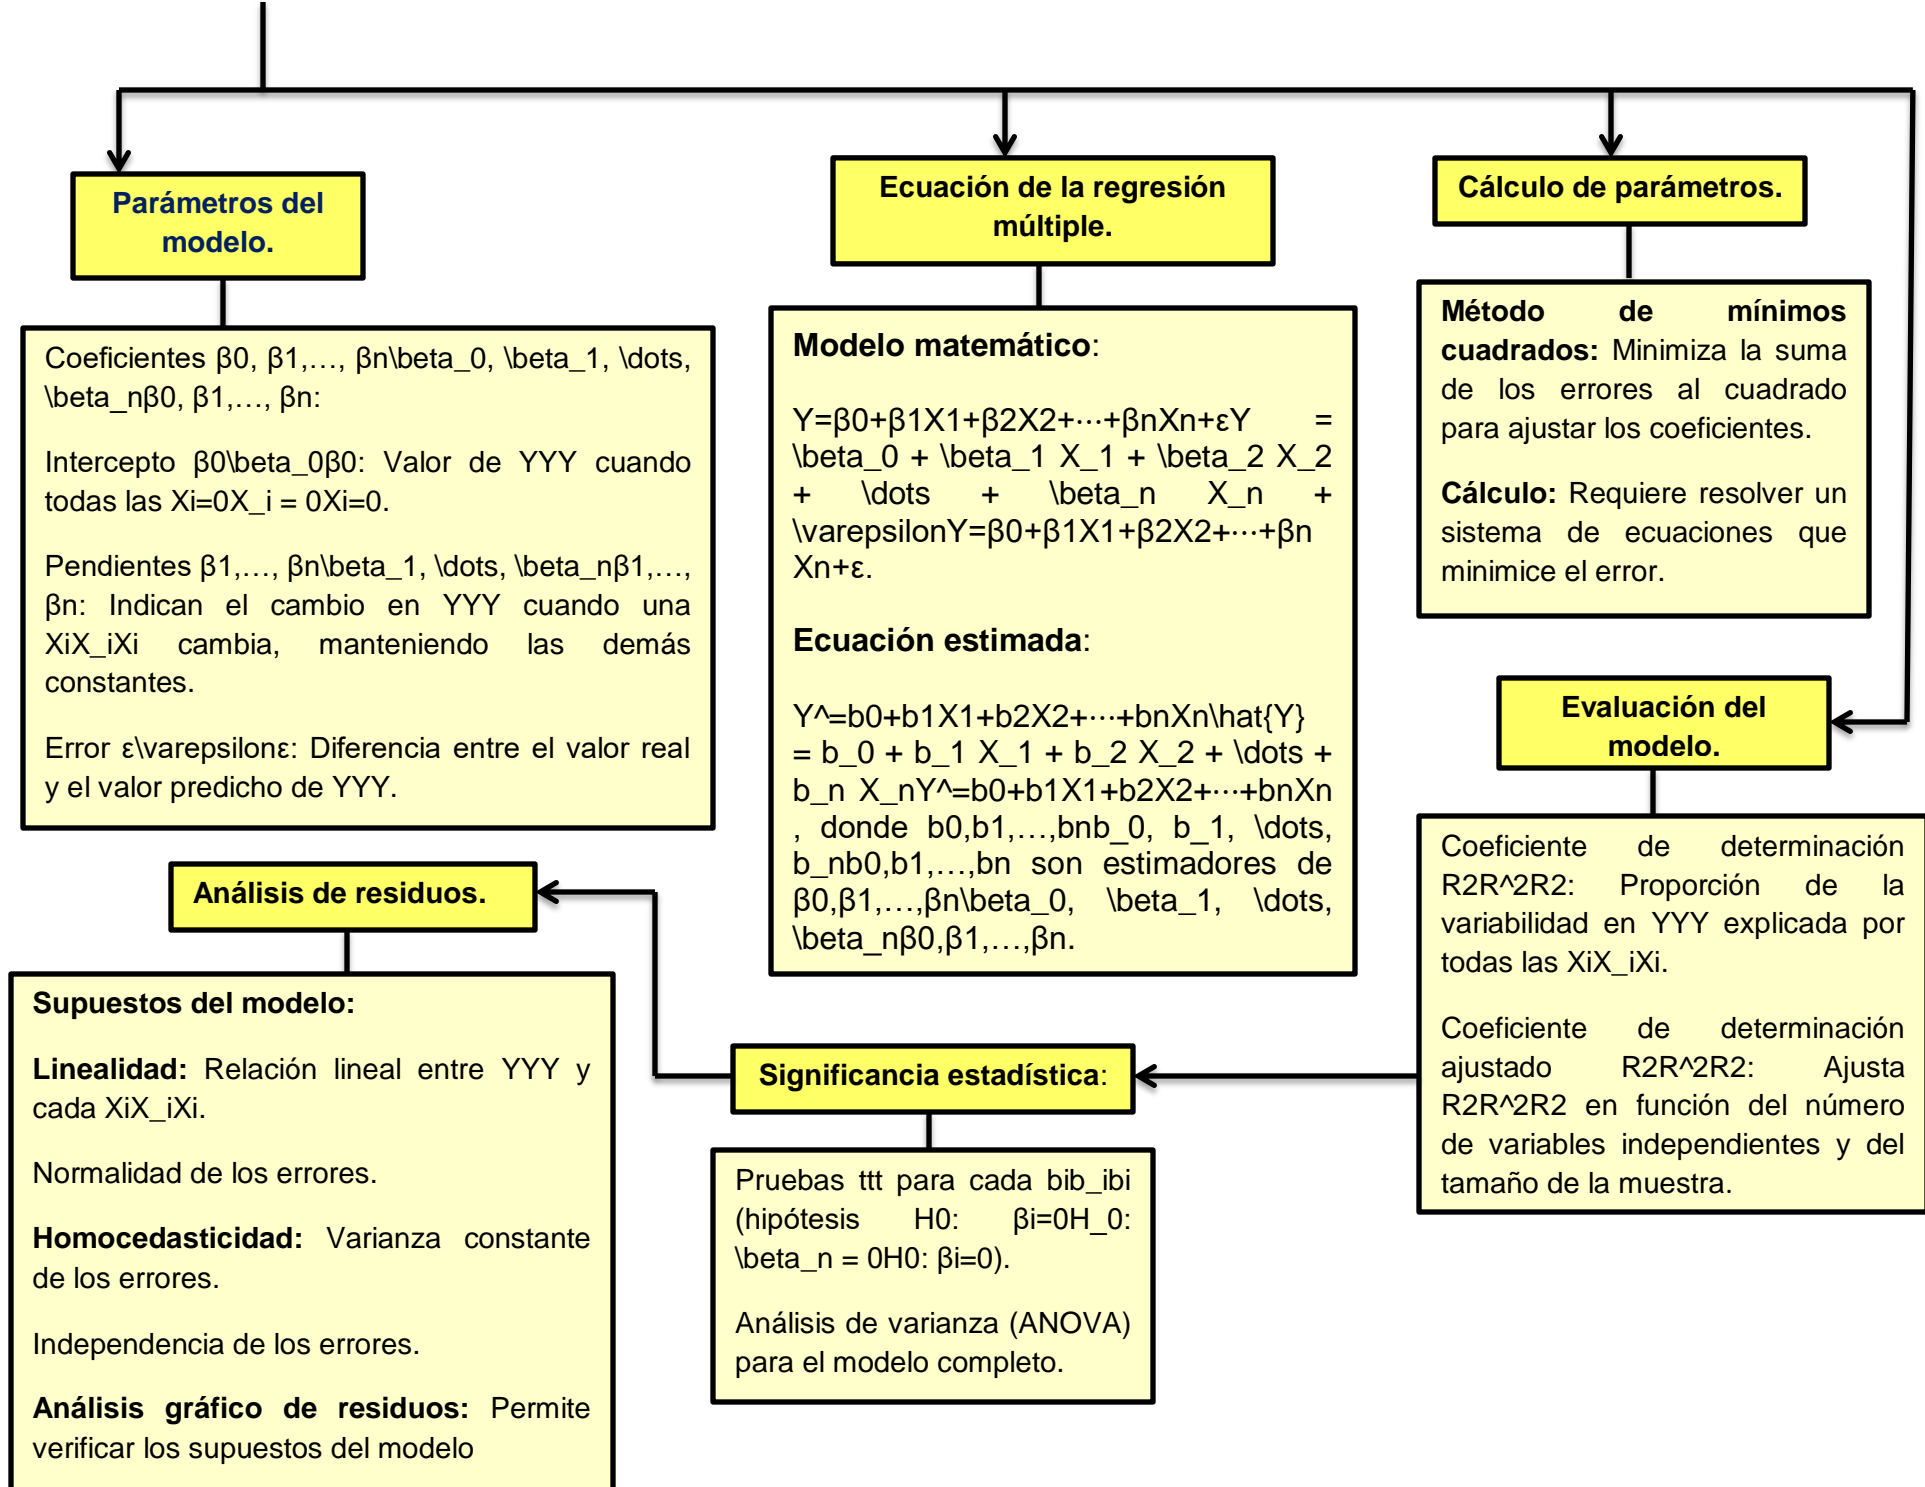 Parámetros del
modelo.
Coeficientes β0, β1,…, βn\beta_0, \beta_1, \dots,
\beta_nβ0, β1,…, βn:
Intercepto β0\beta_0β0: Valor de YYY cuando
todas las Xi=0X_i = 0Xi=0.
Pendientes β1,…, βn\beta_1, \dots, \beta_nβ1,…,
βn: Indican el cambio en YYY cuando una
XiX_iXi cambia, manteniendo las demás
constantes.
Error ε\varepsilonε: Diferencia entre el valor real
y el valor predicho de YYY.
Ecuación de la regresión
múltiple.
Modelo matemático:
Y=β0+β1X1+β2X2+⋯+βnXn+εY =
\beta_0 + \beta_1 X_1 + \beta_2 X_2
+ \dots + \beta_n X_n +
\varepsilonY=β0+β1X1+β2X2+⋯+βn
Xn+ε.
Ecuación estimada:
Y^=b0+b1X1+b2X2+⋯+bnXn\hat{Y}
= b_0 + b_1 X_1 + b_2 X_2 + \dots +
b_n X_nY^=b0+b1X1+b2X2+⋯+bnXn
, donde b0,b1,…,bnb_0, b_1, \dots,
b_nb0,b1,…,bn son estimadores de
β0,β1,…,βn\beta_0, \beta_1, \dots,
\beta_nβ0,β1,…,βn.
Cálculo de parámetros.
Método de mínimos
cuadrados: Minimiza la suma
de los errores al cuadrado
para ajustar los coeficientes.
Cálculo: Requiere resolver un
sistema de ecuaciones que
minimice el error.
Evaluación del
modelo.
Coeficiente de determinación
R2R^2R2: Proporción de la
variabilidad en YYY explicada por
todas las XiX_iXi.
Coeficiente de determinación
ajustado R2R^2R2: Ajusta
R2R^2R2 en función del número
de variables independientes y del
tamaño de la muestra.
Significancia estadística:
Pruebas ttt para cada bib_ibi
(hipótesis H0: βi=0H_0:
\beta_n = 0H0: βi=0).
Análisis de varianza (ANOVA)
para el modelo completo.
Análisis de residuos.
Supuestos del modelo:
Linealidad: Relación lineal entre YYY y
cada XiX_iXi.
Normalidad de los errores.
Homocedasticidad: Varianza constante
de los errores.
Independencia de los errores.
Análisis gráfico de residuos: Permite
verificar los supuestos del modelo